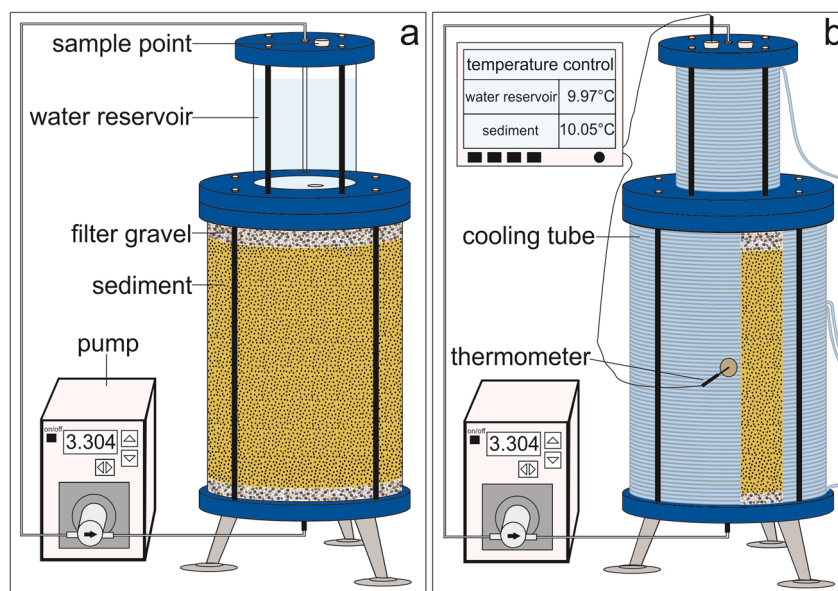 a
sample point
water reservoir
filter gravel
sediment
pump
on/off
3.304
b
temperature control
water reservoir 9.97°C
sediment 10.05°C
cooling tube
thermometer
on/off
3.304